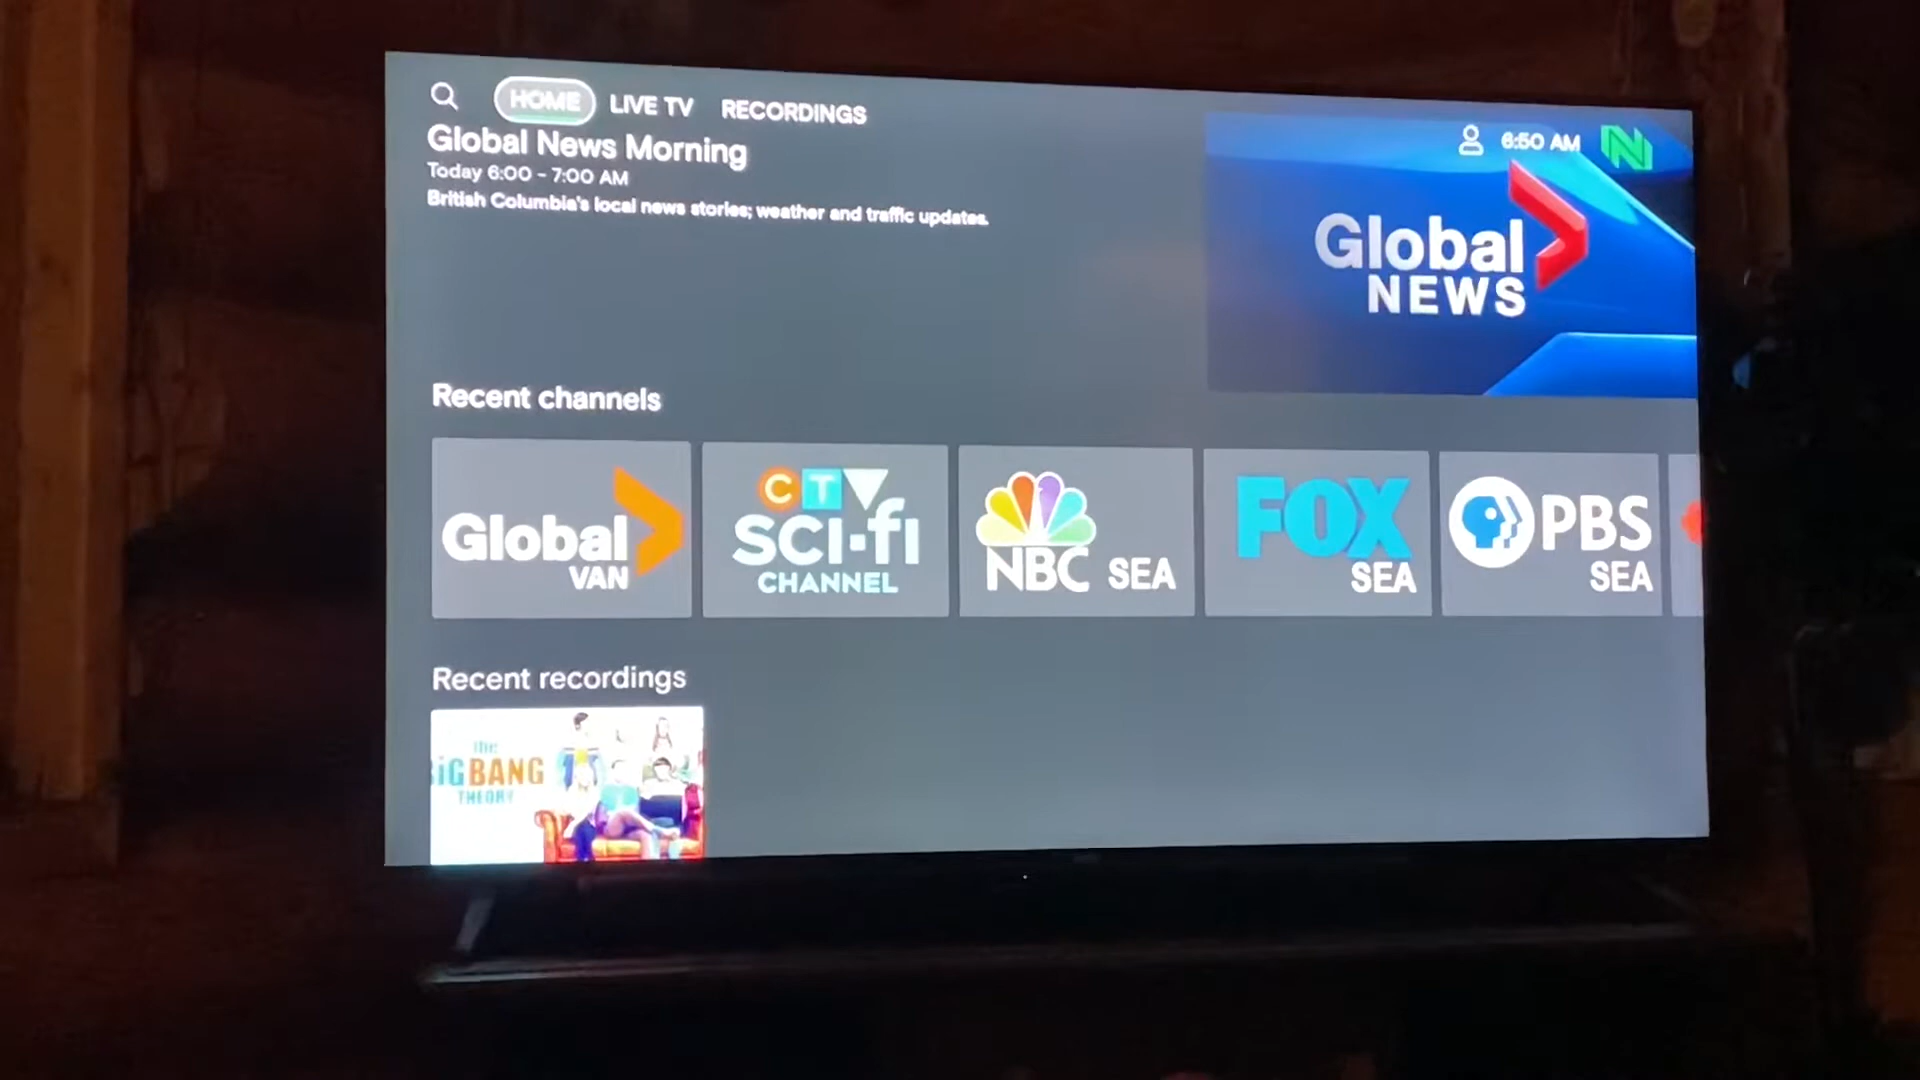 HOME LIVE TV RECORDINGS
6:50 AM
Global News Morning
Today 6:00 - 7:00 AM
British Columbia's local news stories; weather and traffic updates.
Global
NEWS
Recent channels
Global
VAN
CTV
SCI-fi
CHANNEL
NBC SEA
FOX
SEA
PBS
SEA
Recent recordings
the
BiG BANG
THEORY